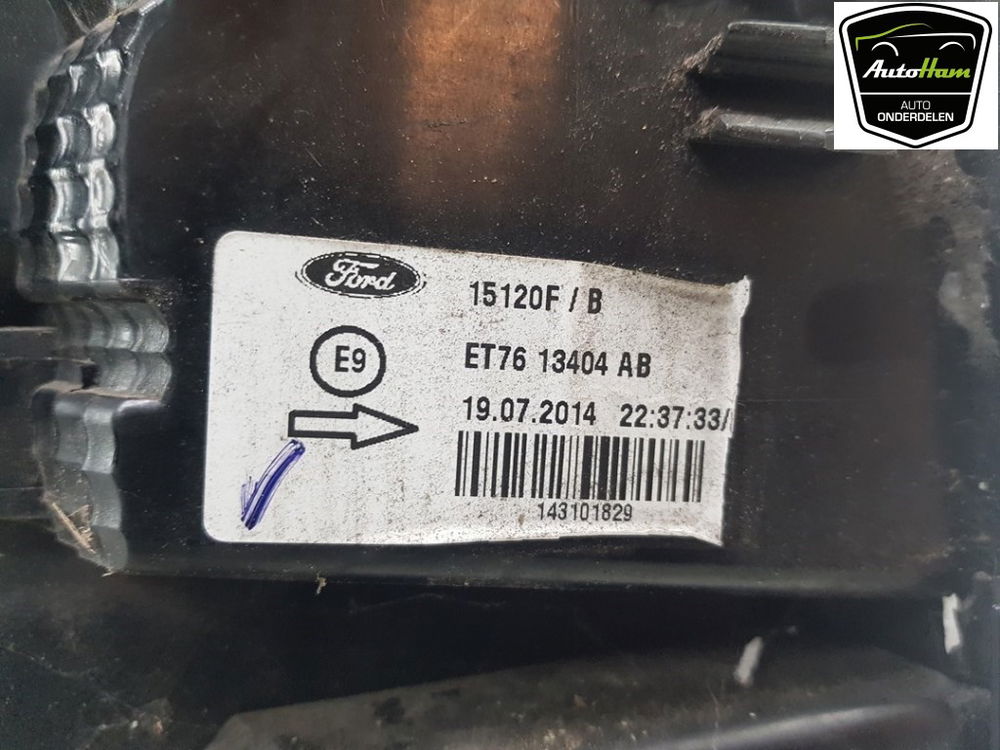 AutoHam
AUTO
ONDERDELEN
Ford
15120F / B
E9
ET76 13404 AB
19.07.2014 22:37:33/
143101829